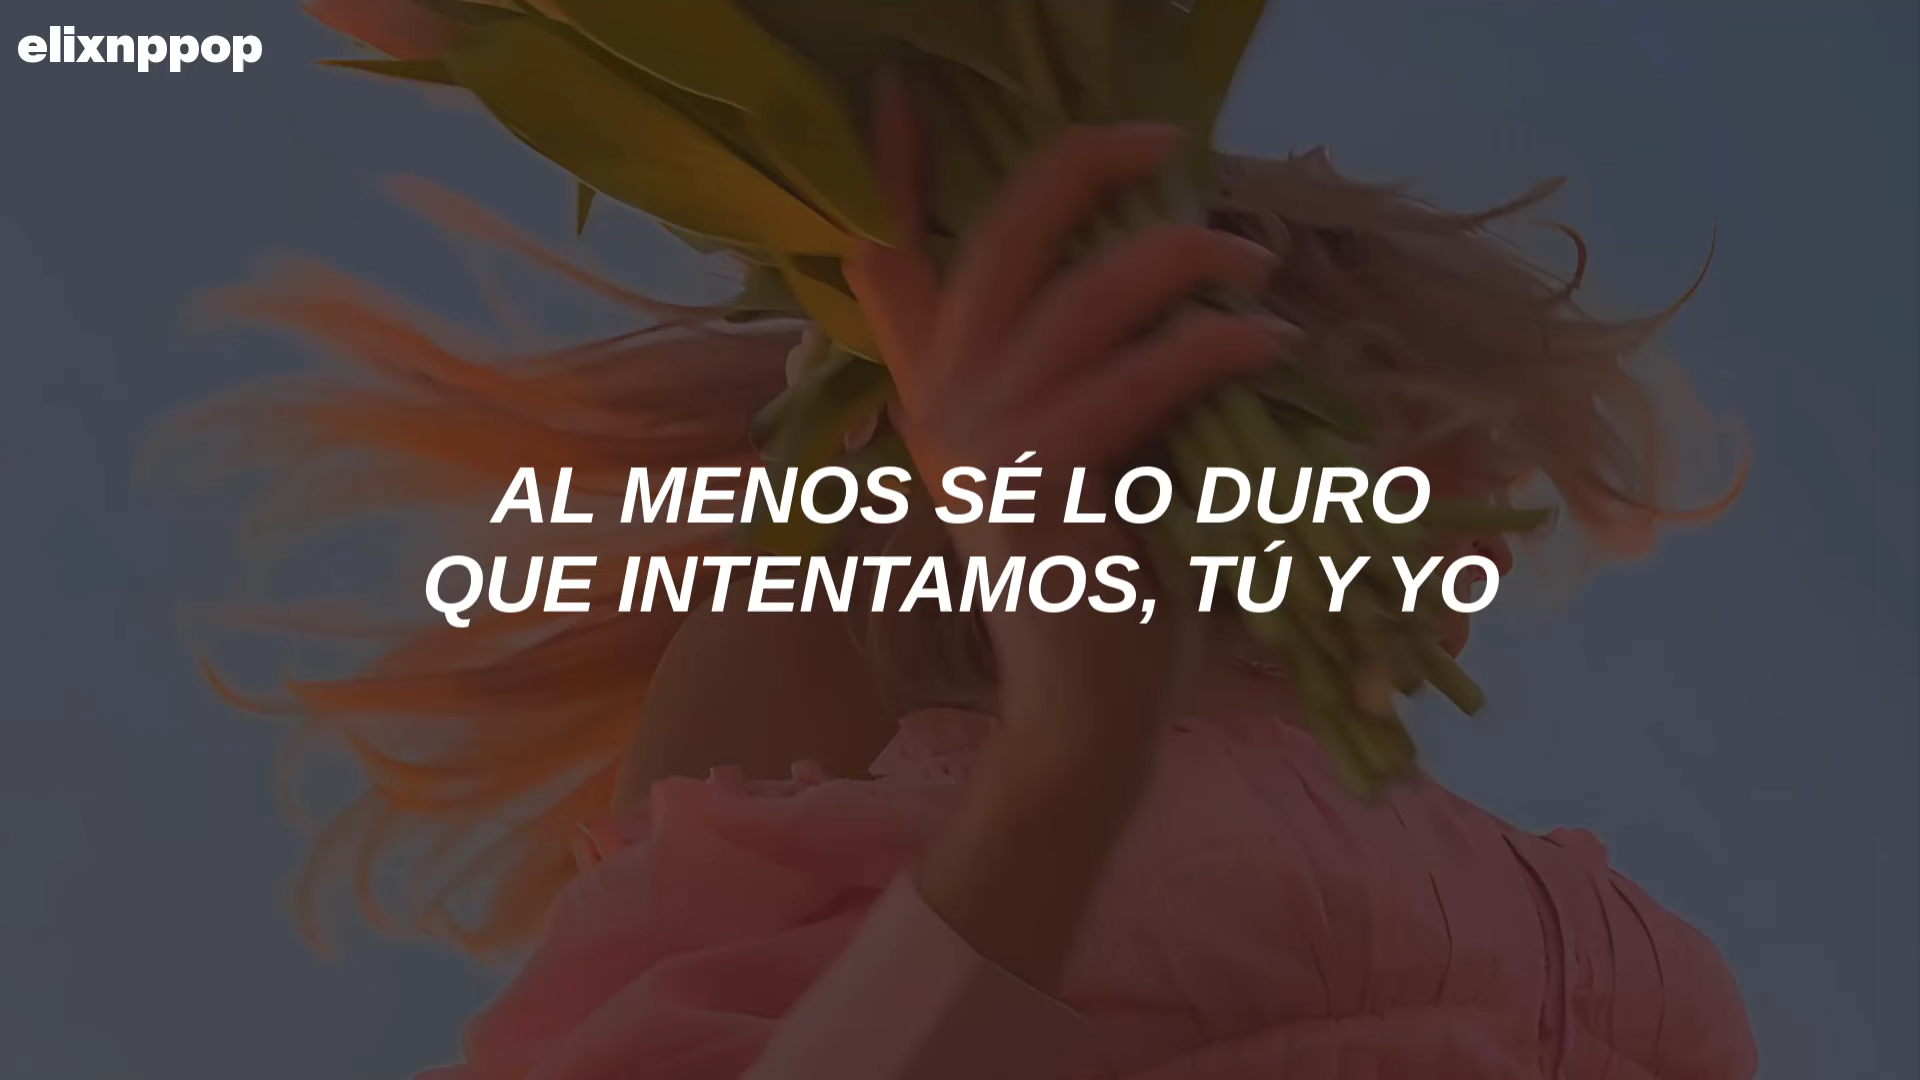 elixnppop
AL MENOS SÉ LO DURO
QUE INTENTAMOS, TÚ Y YO